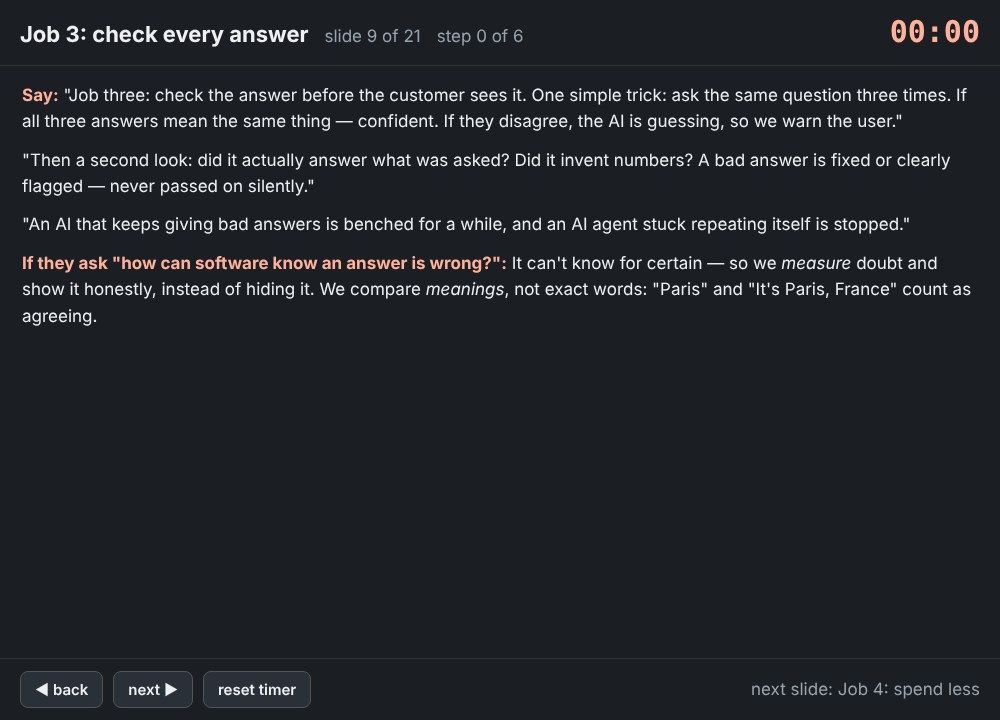 Job 3: check every answer slide 9 of 21 step 0 of 6 00:00
Say: "Job three: check the answer before the customer sees it. One simple trick: ask the same question three times. If
all three answers mean the same thing — confident. If they disagree, the AI is guessing, so we warn the user."
"Then a second look: did it actually answer what was asked? Did it invent numbers? A bad answer is fixed or clearly
flagged — never passed on silently."
"An AI that keeps giving bad answers is benched for a while, and an AI agent stuck repeating itself is stopped."
If they ask "how can software know an answer is wrong?": It can't know for certain — so we measure doubt and
show it honestly, instead of hiding it. We compare meanings, not exact words: "Paris" and "It's Paris, France" count as
agreeing.
◀ back next ▶ reset timer next slide: Job 4: spend less